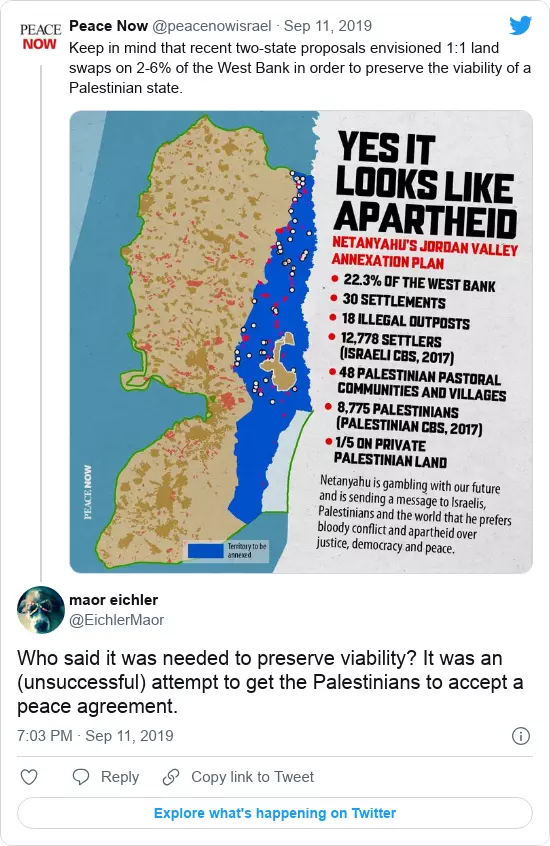 PEACE
NOW
Peace Now @peacenowisrael · Sep 11, 2019
Keep in mind that recent two-state proposals envisioned 1:1 land
swaps on 2-6% of the West Bank in order to preserve the viability of a
Palestinian state.
YES IT
LOOKS LIKE
APARTHEID
NETANYAHU'S JORDAN VALLEY
ANNEXATION PLAN
• 22.3% OF THE WEST BANK
• 30 SETTLEMENTS
• 18 ILLEGAL OUTPOSTS
• 12,778 SETTLERS
(ISRAELI CBS, 2017)
• 48 PALESTINIAN PASTORAL
COMMUNITIES AND VILLAGES
• 8,775 PALESTINIANS
(PALESTINIAN CBS, 2017)
• 1/5 ON PRIVATE
PALESTINIAN LAND
Netanyahu is gambling with our future
and is sending a message to Israelis,
Palestinians and the world that he prefers
bloody conflict and apartheid over
justice, democracy and peace.
PEACE NOW
Territory to be
annexed
maor eichler
@EichlerMaor
Who said it was needed to preserve viability? It was an
(unsuccessful) attempt to get the Palestinians to accept a
peace agreement.
7:03 PM · Sep 11, 2019
Reply
Copy link to Tweet
Explore what's happening on Twitter